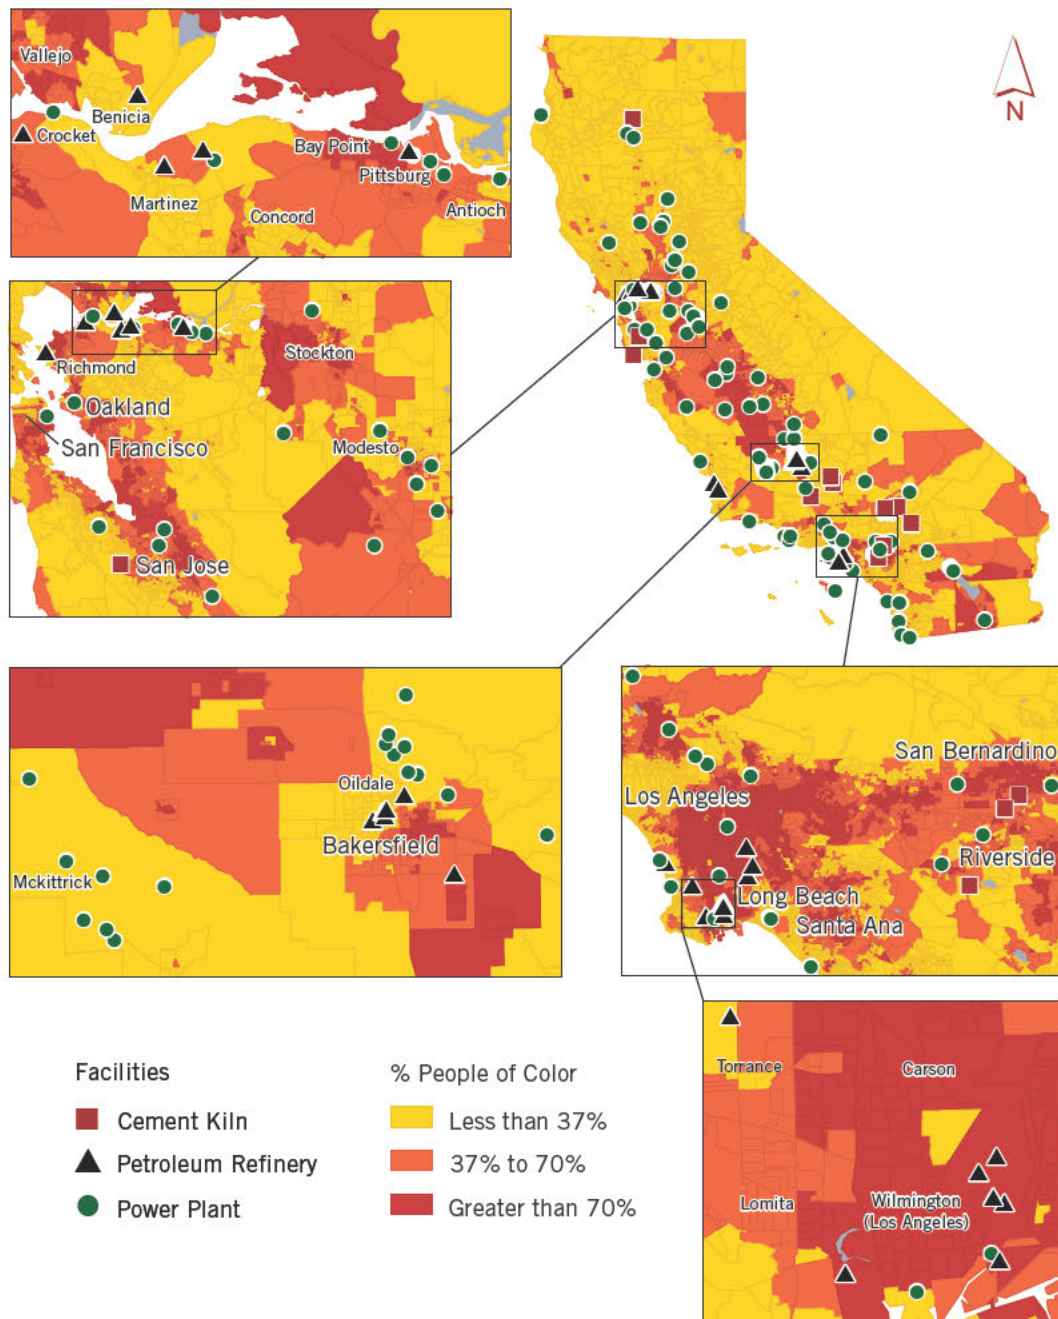 Vallejo
Benicia
Crocket
Bay Point
Pittsburg
Martinez
Concord
Antioch
N
Stockton
Richmond
Oakland
San Francisco
Modesto
San Jose
Oildale
Bakersfield
Mckittrick
San Bernardino
Los Angeles
Riverside
Long Beach
Santa Ana
Torrance
Carson
Lomita
Wilmington
(Los Angeles)
Facilities
Cement Kiln
Petroleum Refinery
Power Plant
% People of Color
Less than 37%
37% to 70%
Greater than 70%